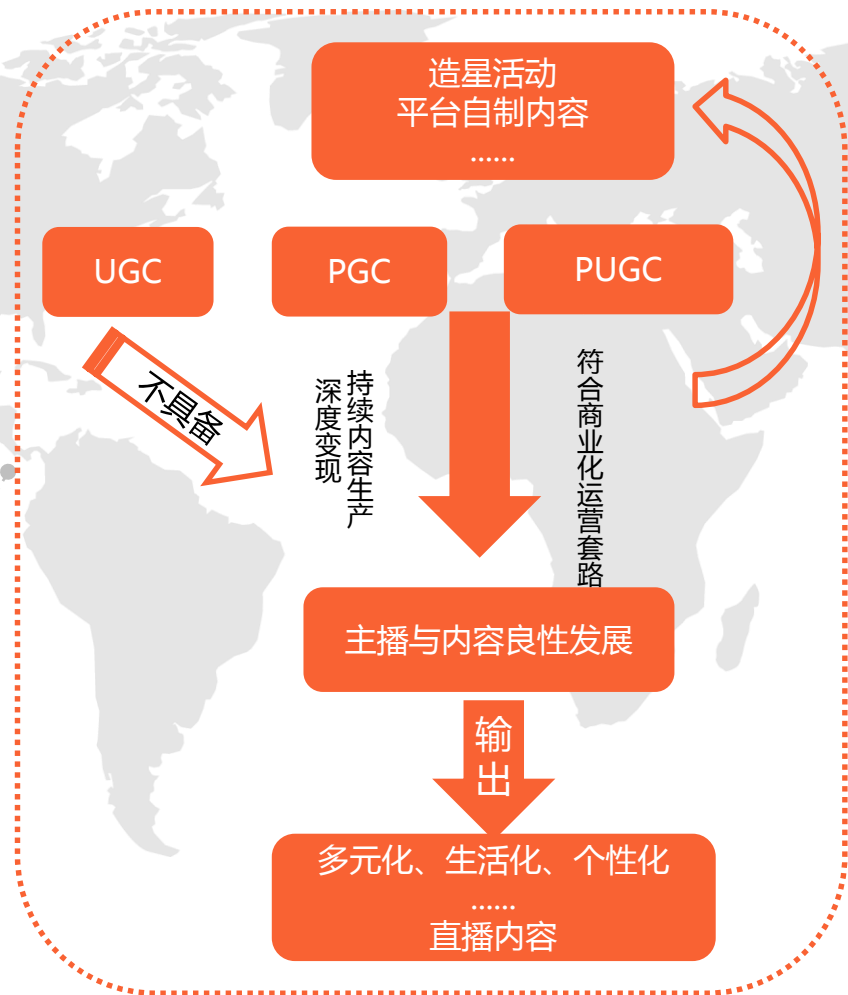 造星活动
平台自制内容
......
UGC
PGC
PUGC
不具备
持续内容生产
深度变现
符合商业化运营套路
主播与内容良性发展
输出
多元化、生活化、个性化
......
直播内容